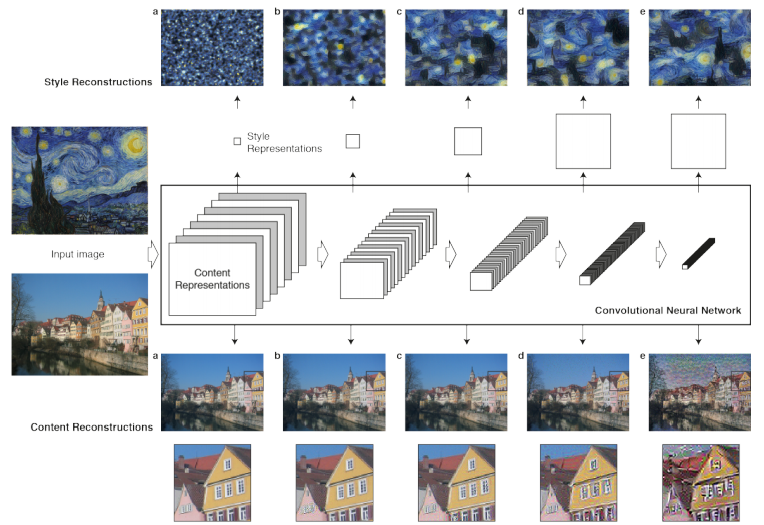 a b c d e
Style Reconstructions
Style
Representations
Input image
Content
Representations
Convolutional Neural Network
a b c d e
Content Reconstructions